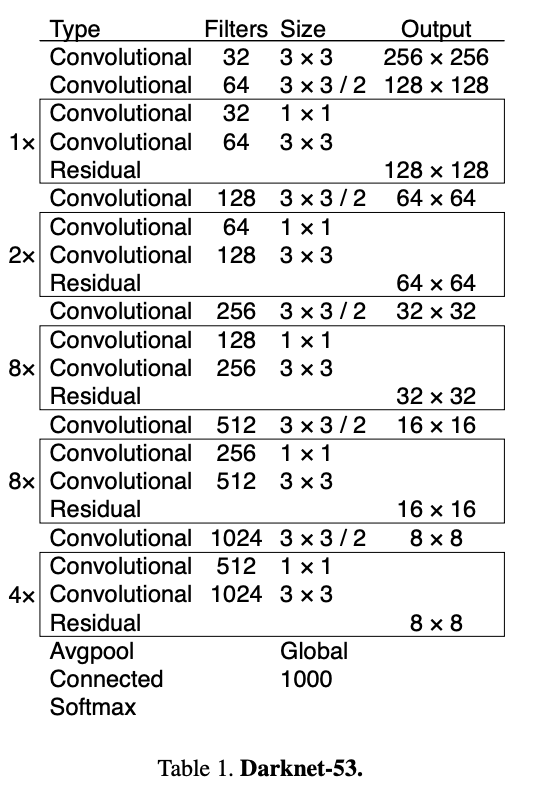 Type Filters Size Output
Convolutional 32 3 × 3 256 × 256
Convolutional 64 3 × 3 / 2 128 × 128
Convolutional 32 1 × 1
1× Convolutional 64 3 × 3
Residual 128 × 128
Convolutional 128 3 × 3 / 2 64 × 64
Convolutional 64 1 × 1
2× Convolutional 128 3 × 3
Residual 64 × 64
Convolutional 256 3 × 3 / 2 32 × 32
Convolutional 128 1 × 1
8× Convolutional 256 3 × 3
Residual 32 × 32
Convolutional 512 3 × 3 / 2 16 × 16
Convolutional 256 1 × 1
8× Convolutional 512 3 × 3
Residual 16 × 16
Convolutional 1024 3 × 3 / 2 8 × 8
Convolutional 512 1 × 1
4× Convolutional 1024 3 × 3
Residual 8 × 8
Avgpool Global
Connected 1000
Softmax
Table 1. Darknet-53.